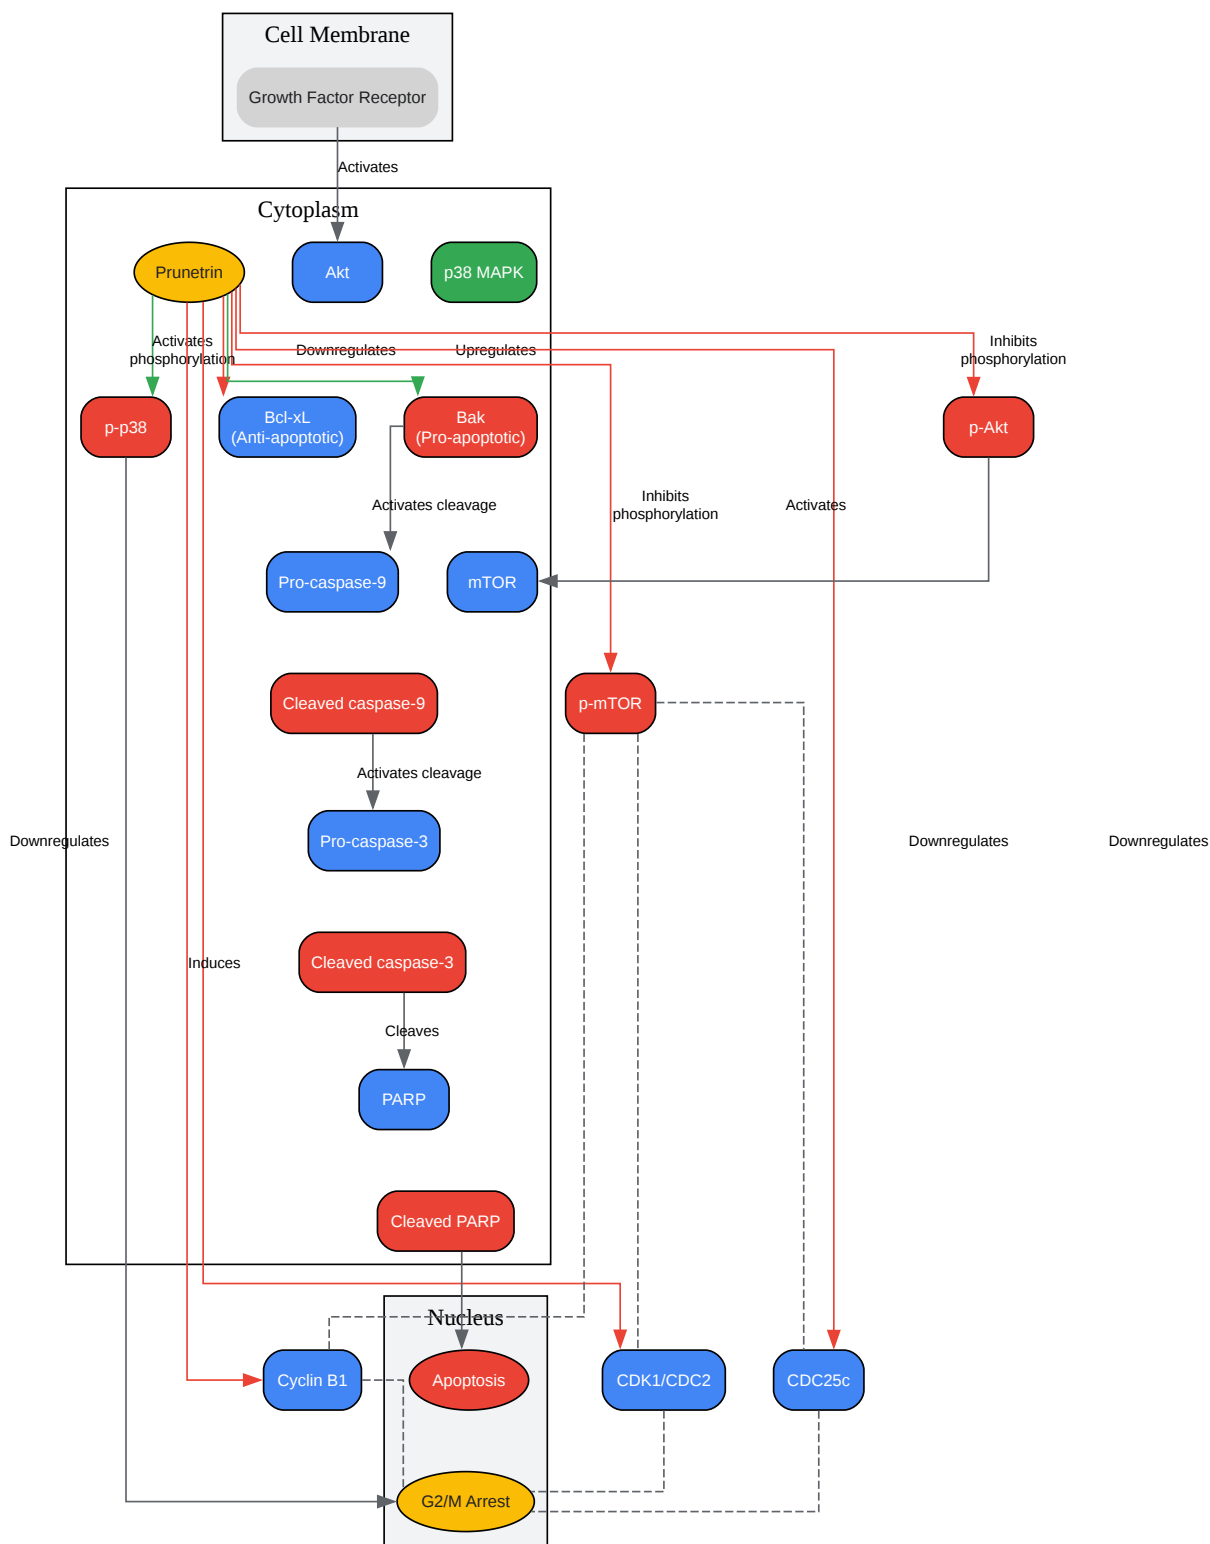 Cell Membrane
Growth Factor Receptor
Activates
Cytoplasm
Prunetrin
Akt
p38 MAPK
Activates
phosphorylation
Downregulates
Upregulates
Inhibits
phosphorylation
p-p38
Bcl-xL
(Anti-apoptotic)
Bak
(Pro-apoptotic)
p-Akt
Activates cleavage
Inhibits
phosphorylation
Activates
Pro-caspase-9
mTOR
Cleaved caspase-9
p-mTOR
Activates cleavage
Downregulates
Pro-caspase-3
Downregulates
Downregulates
Induces
Cleaved caspase-3
Cleaves
PARP
Cleaved PARP
Nucleus
Cyclin B1
Apoptosis
CDK1/CDC2
CDC25c
G2/M Arrest